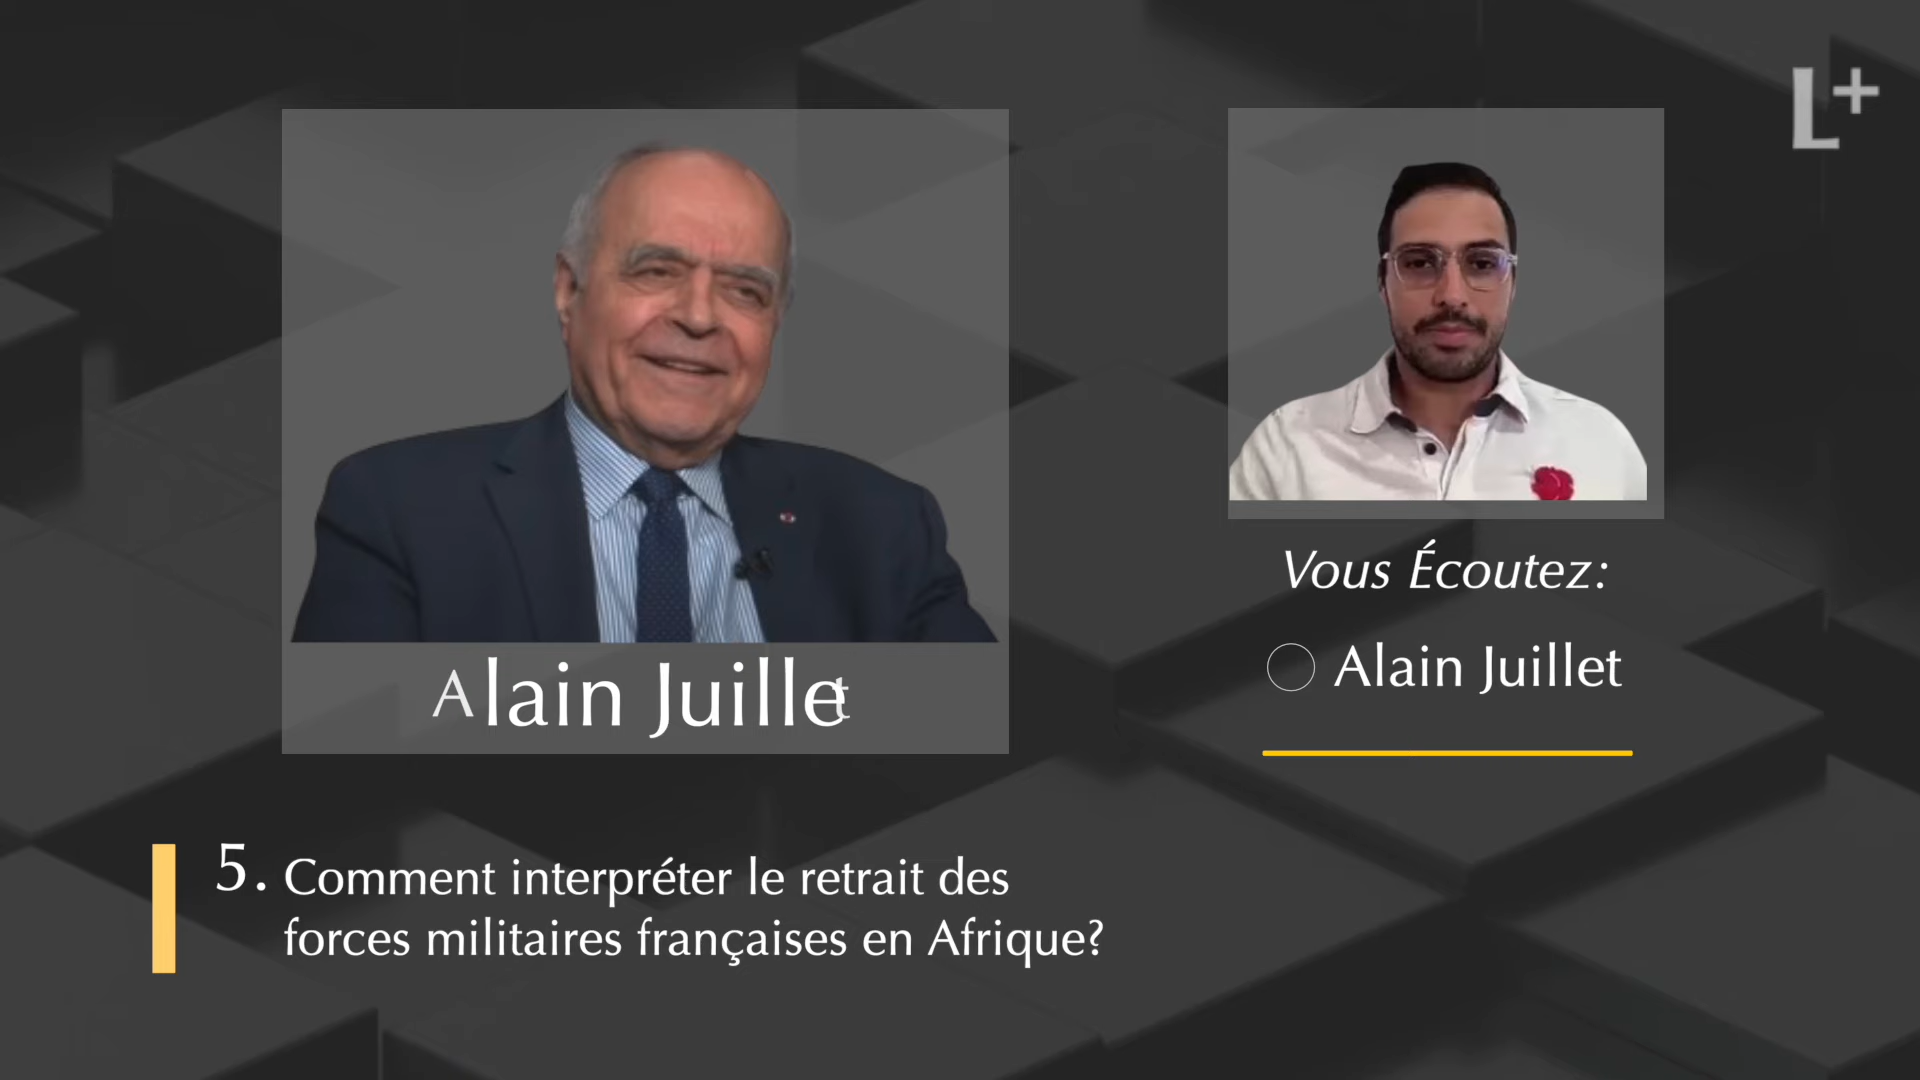 L+
Alain Juillet
Vous Écoutez:
Alain Juillet
5. Comment interpréter le retrait des
forces militaires françaises en Afrique?